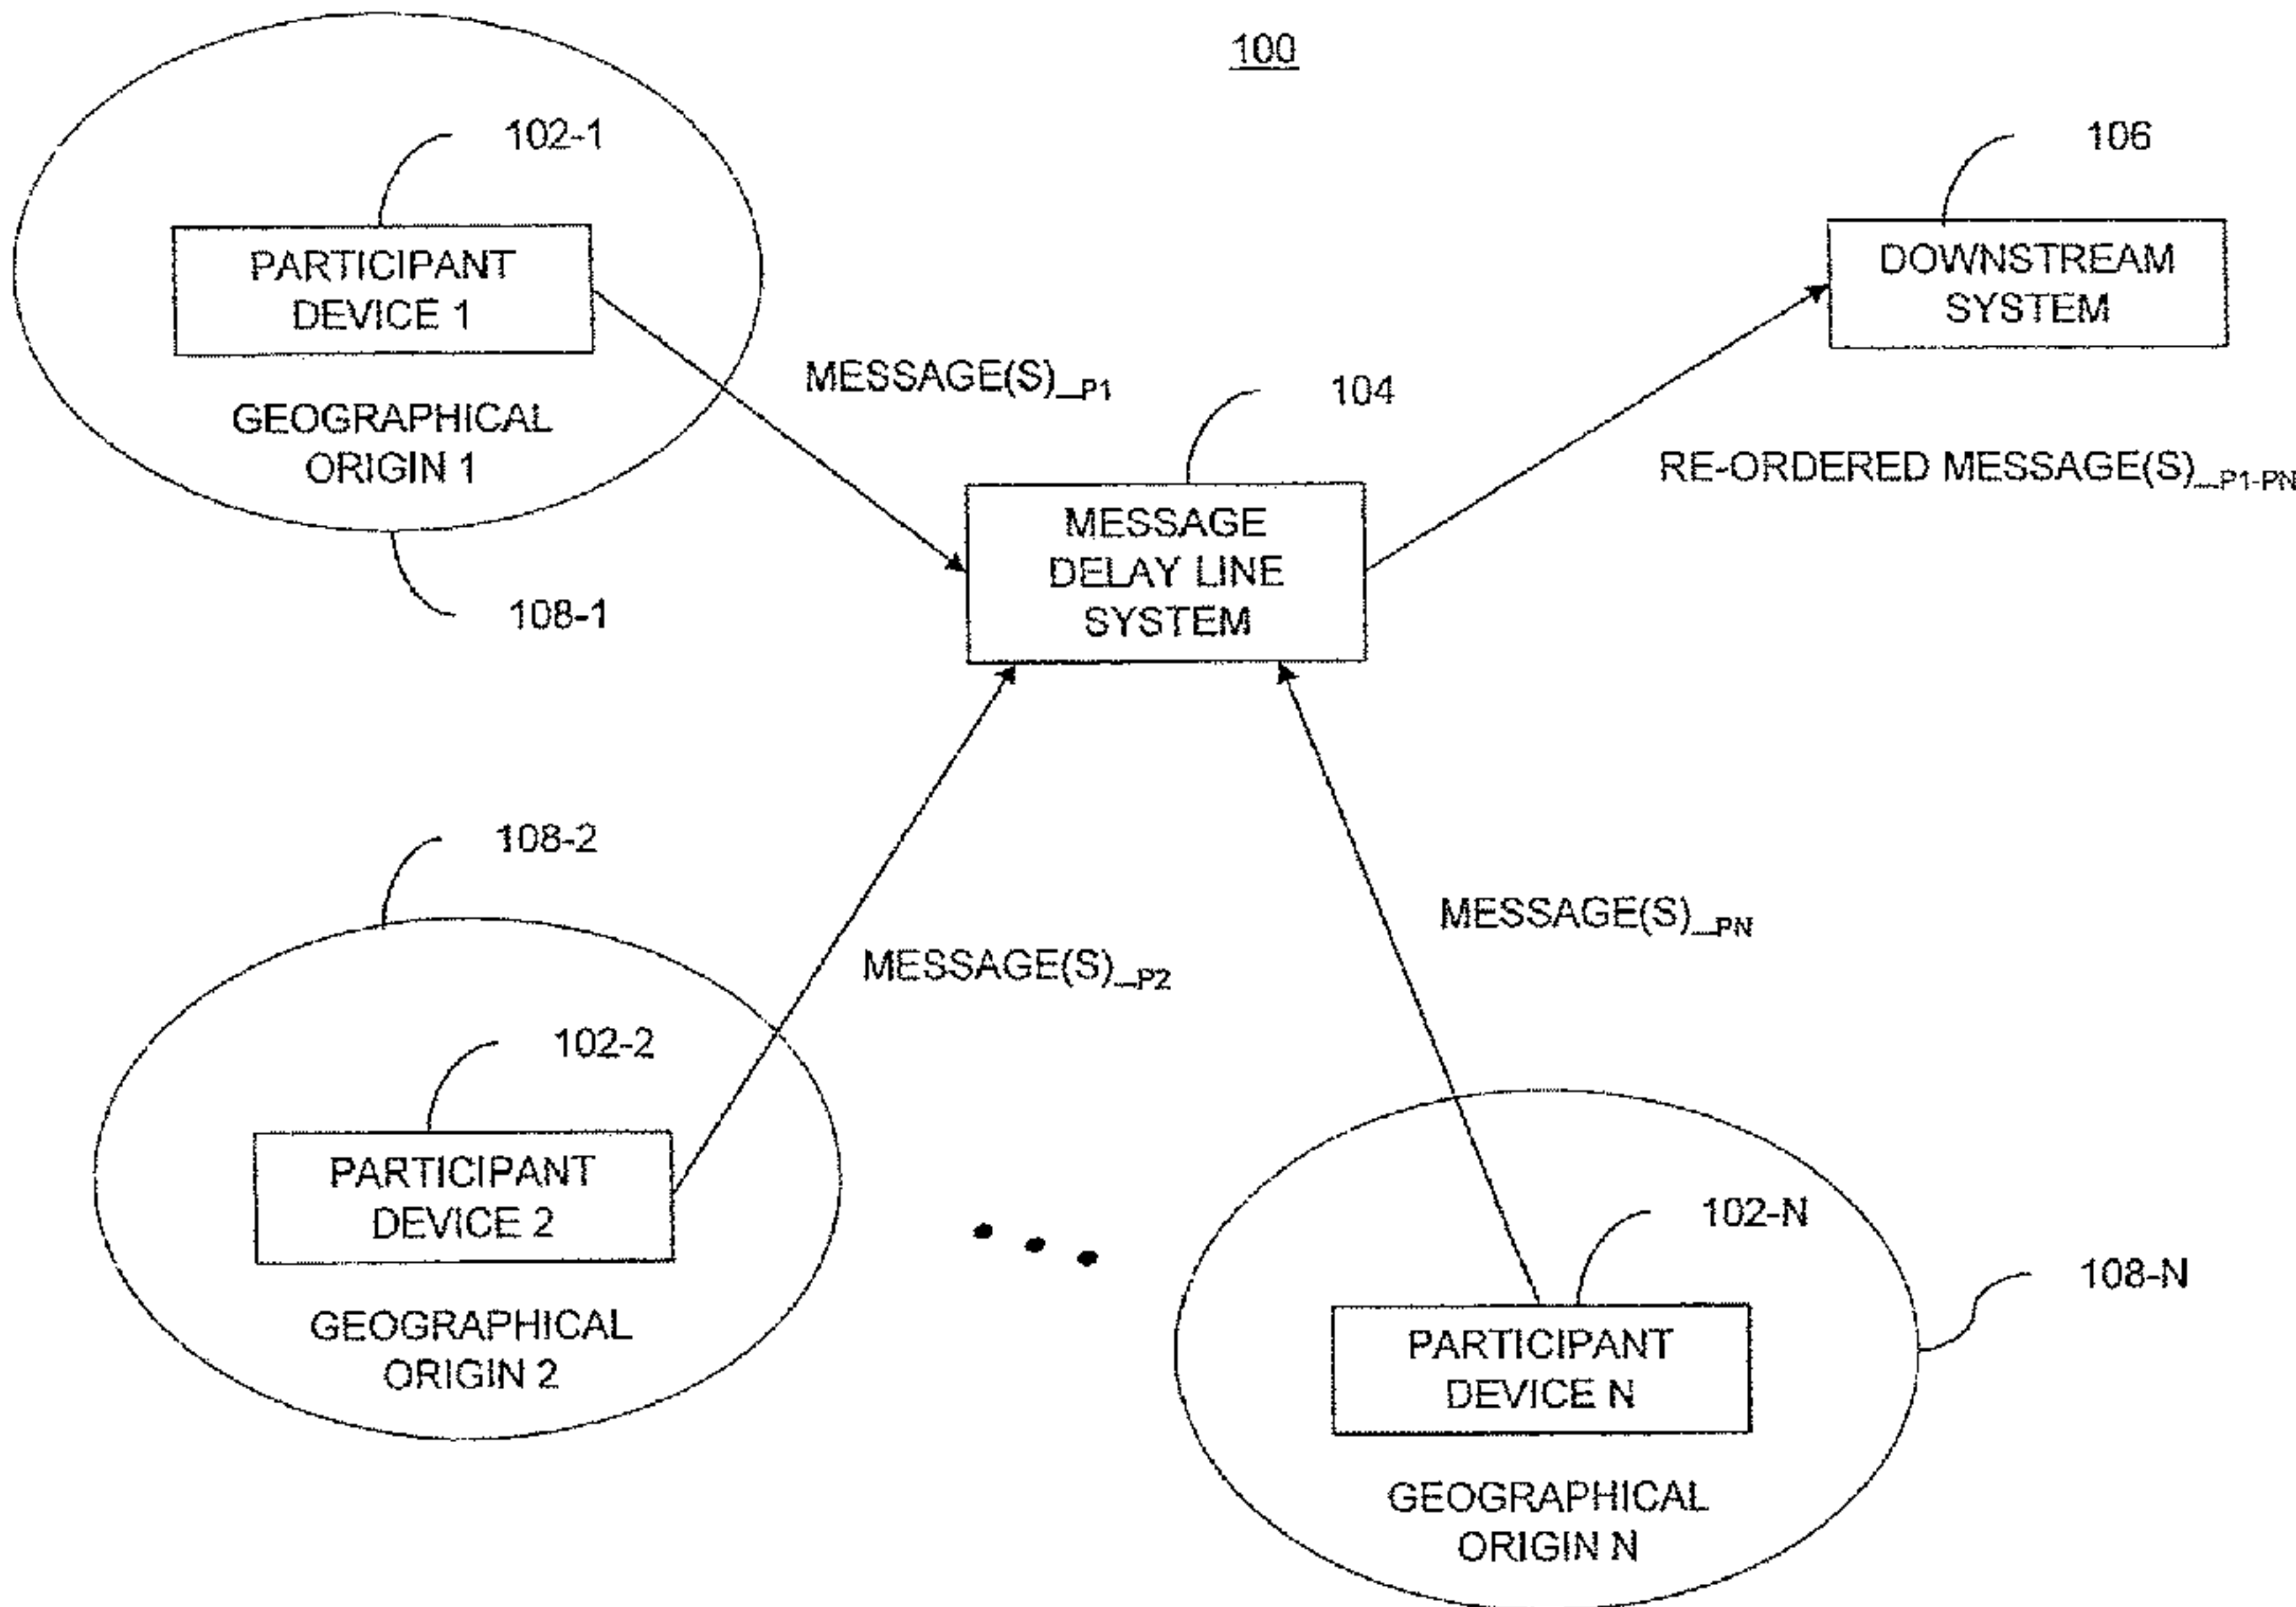 100
102-1
PARTICIPANT
DEVICE 1
GEOGRAPHICAL
ORIGIN 1
108-1
MESSAGE(S)_P1
104
MESSAGE
DELAY LINE
SYSTEM
106
DOWNSTREAM
SYSTEM
RE-ORDERED MESSAGE(S)_P1-PN
108-2
102-2
PARTICIPANT
DEVICE 2
GEOGRAPHICAL
ORIGIN 2
MESSAGE(S)_P2
MESSAGE(S)_PN
102-N
PARTICIPANT
DEVICE N
GEOGRAPHICAL
ORIGIN N
108-N